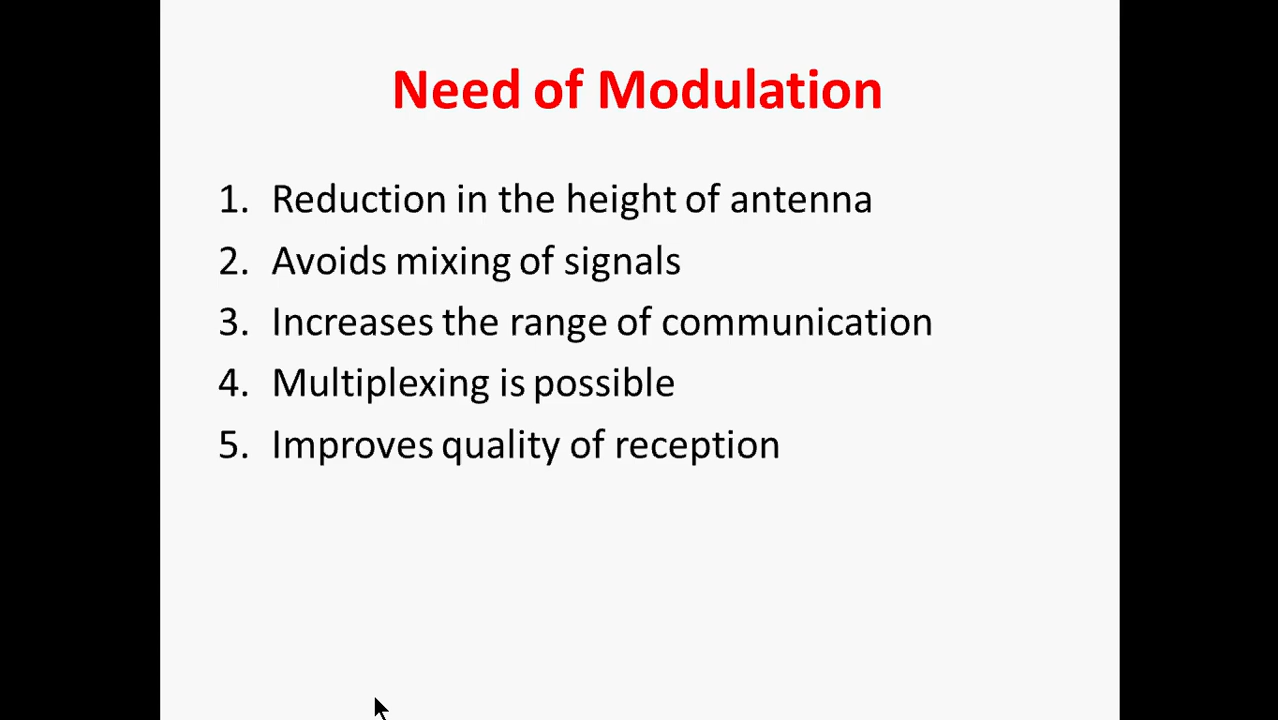 Need of Modulation
1. Reduction in the height of antenna
2. Avoids mixing of signals
3. Increases the range of communication
4. Multiplexing is possible
5. Improves quality of reception